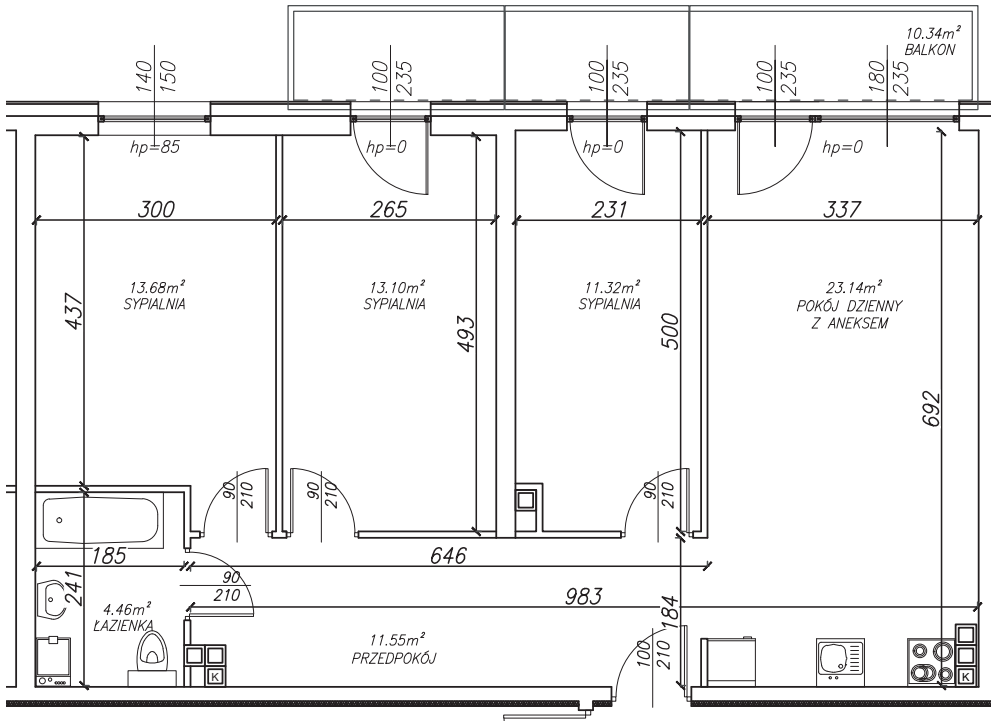 10.34m²
BALKON
140
150
100
235
100
235
100
235
180
235
hp=85
hp=0
hp=0
hp=0
300
265
231
337
13.68m²
SYPIALNIA
13.10m²
SYPIALNIA
11.32m²
SYPIALNIA
23.14m²
POKÓJ DZIENNY
Z ANEKSEM
437
493
500
692
90
210
90
210
90
210
185
646
241
90
210
983
184
4.46m²
ŁAZIENKA
11.55m²
PRZEDPOKÓJ
100
210
K
K